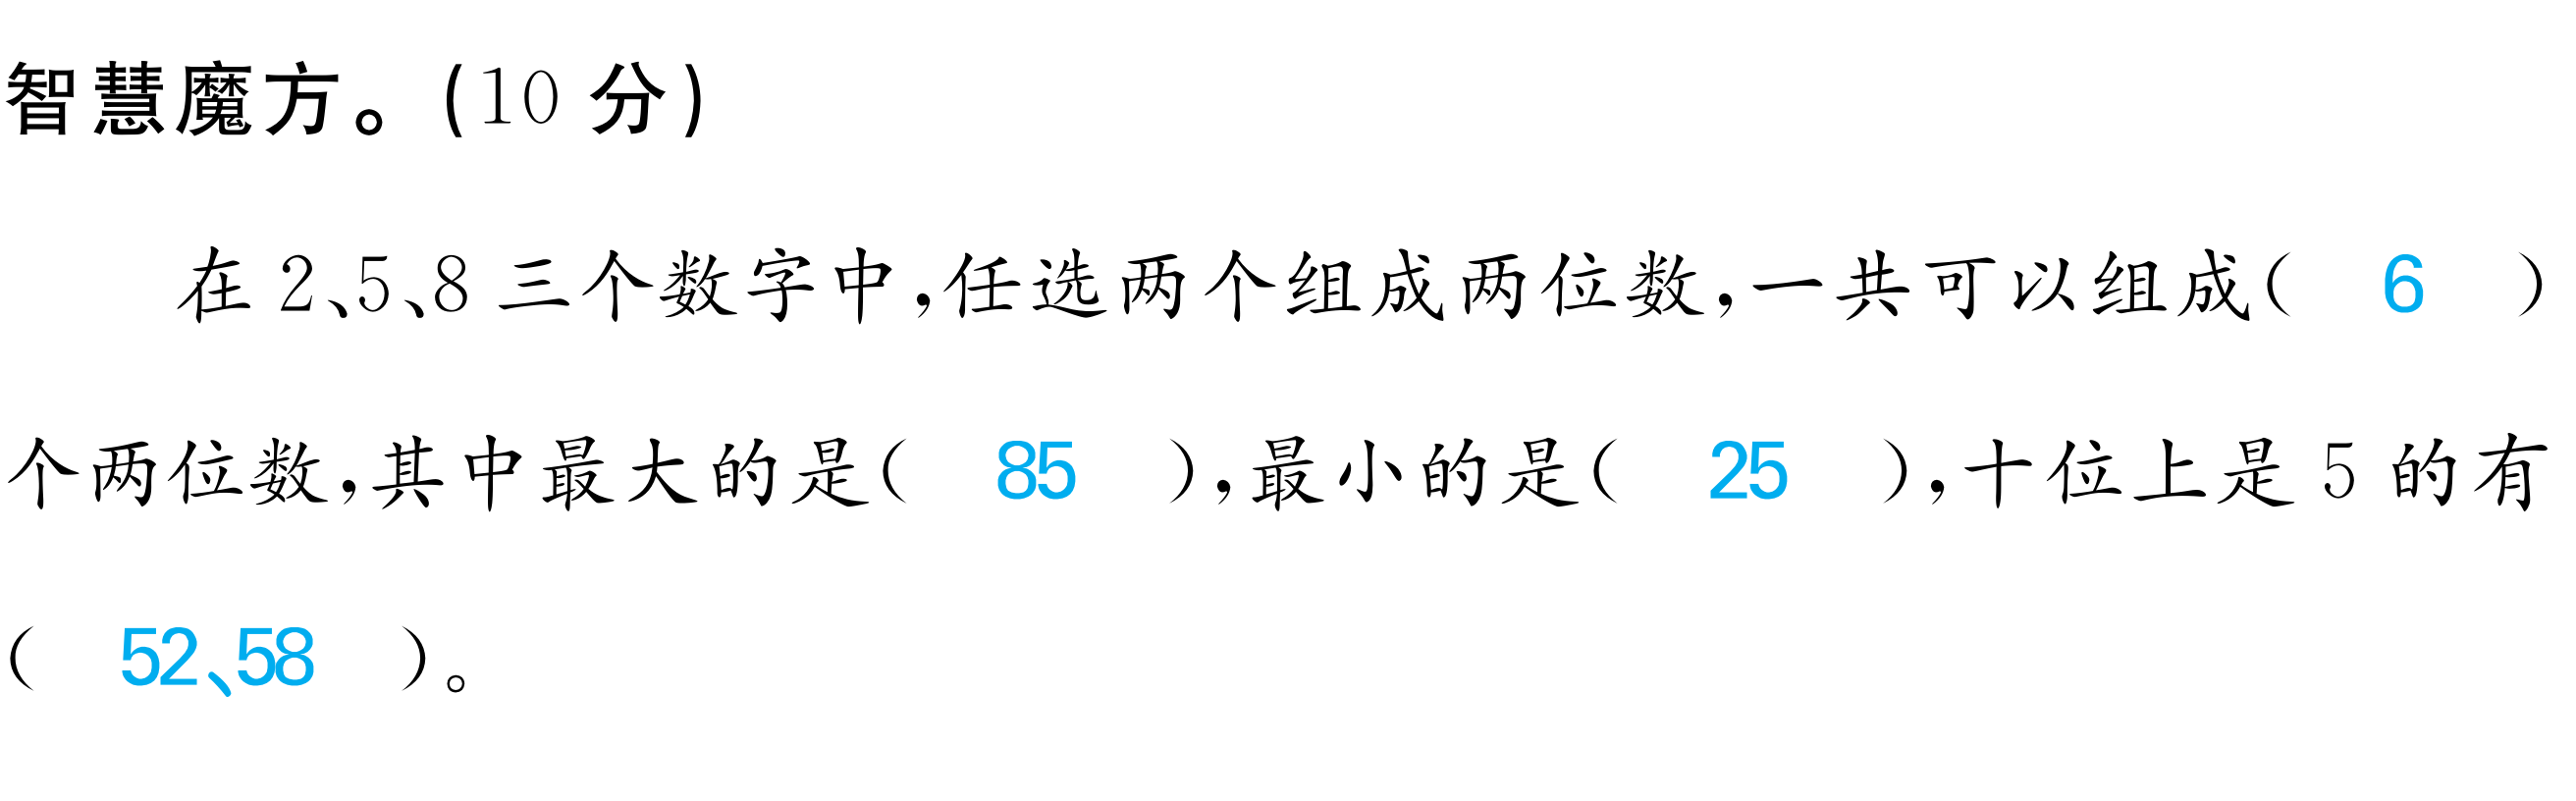 智慧魔方。(10 分)
在 2、5、8 三个数字中,任选两个组成两位数,一共可以组成( 6 )
个两位数,其中最大的是( 85 ),最小的是( 25 ),十位上是 5 的有
( 52、58 )。